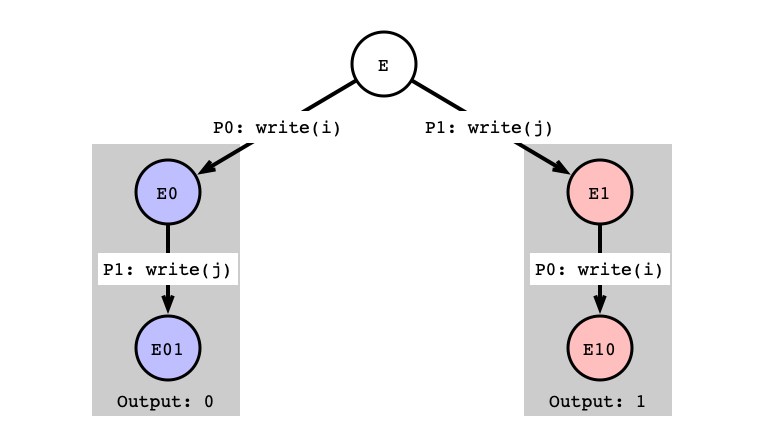 E
P0: write(i)
P1: write(j)
E0
E1
P1: write(j)
P0: write(i)
E01
E10
Output: 0
Output: 1